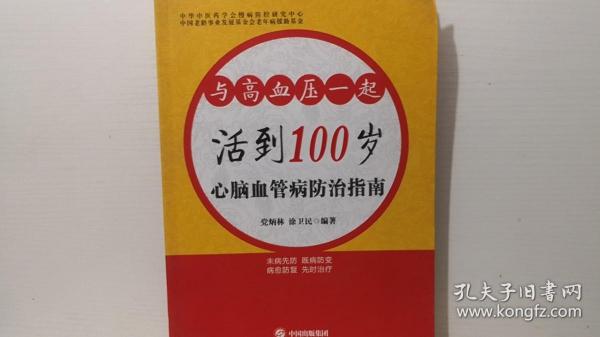 中华中医药学会慢病防控研究中心
中国老龄事业发展基金会老年病援助基金
与高血压一起
活到100岁
心脑血管病防治指南
党炳林 涂卫民◎编著
未病先防 既病防变
病愈防复 先时治疗
中国出版集团
孔夫子旧书网
www.kongfz.com